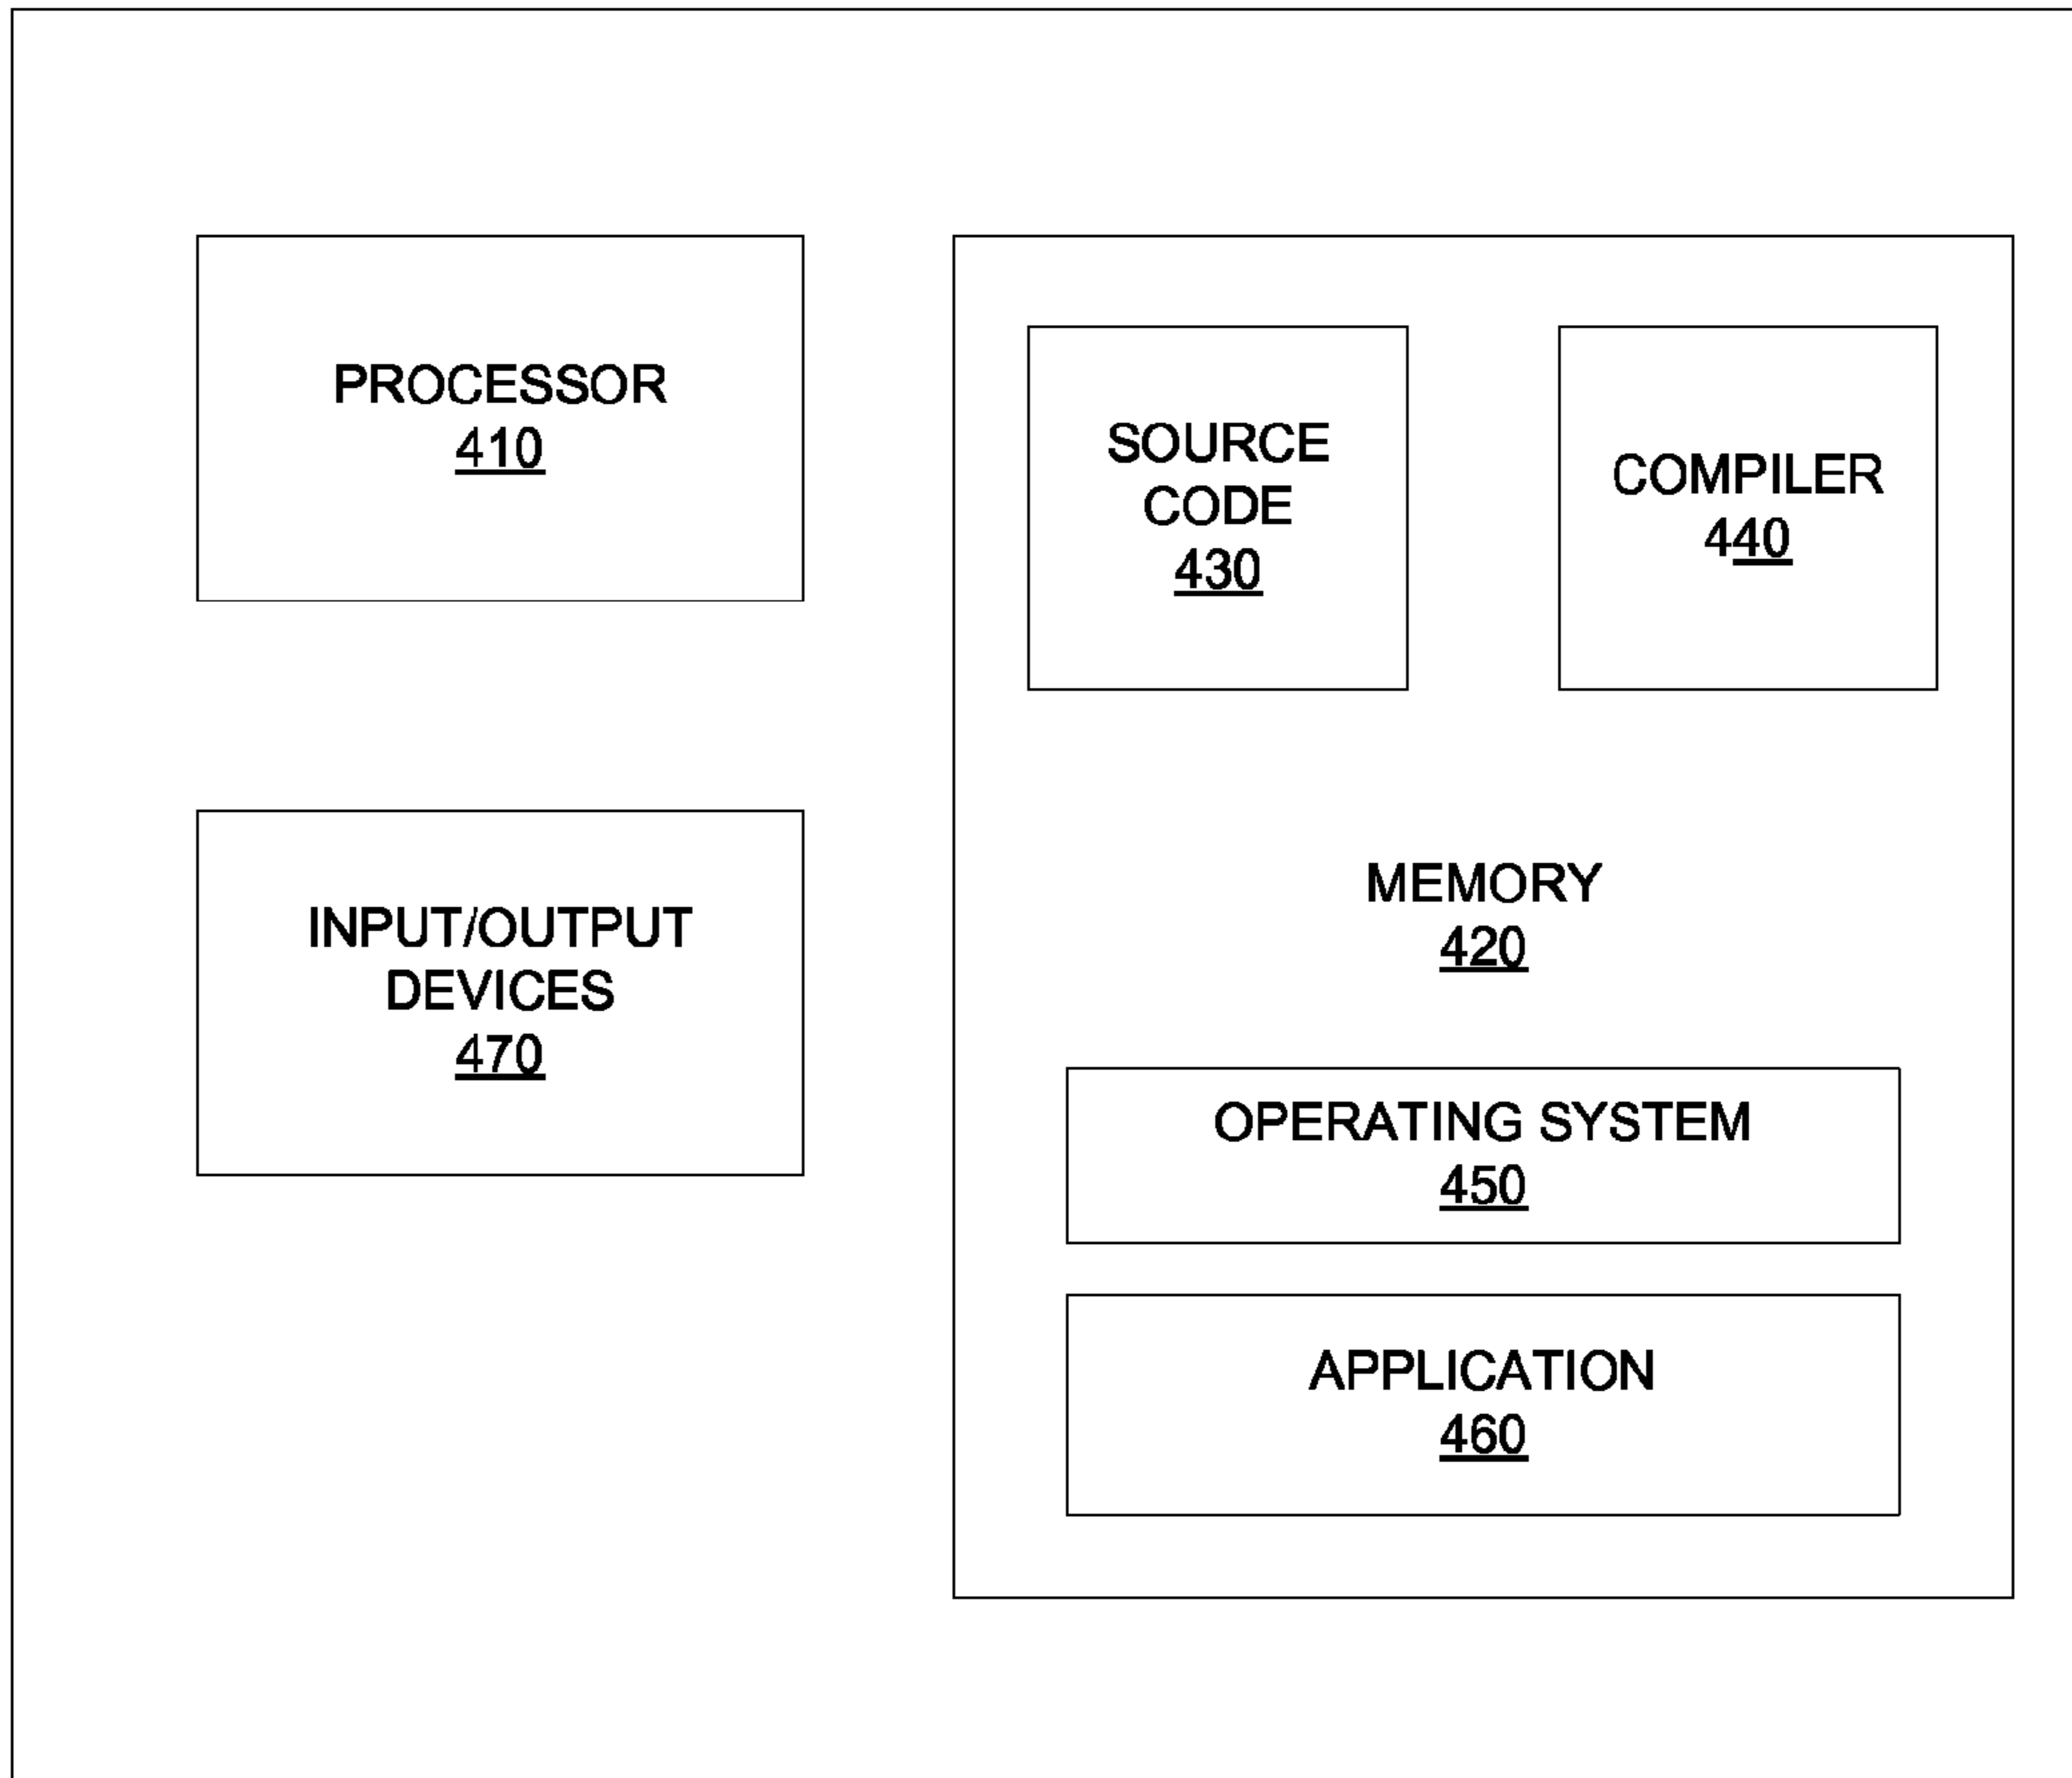 PROCESSOR
410
INPUT/OUTPUT
DEVICES
470
SOURCE
CODE
430
COMPILER
440
MEMORY
420
OPERATING SYSTEM
450
APPLICATION
460